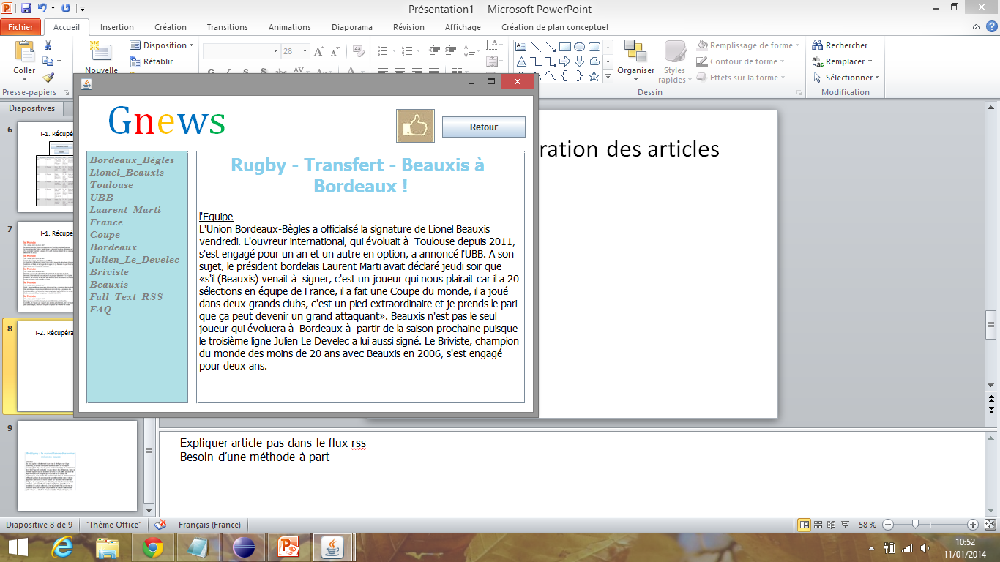 Présentation1 - Microsoft PowerPoint
Fichier
Accueil
Insertion
Création
Transitions
Animations
Diaporama
Révision
Affichage
Création de plan conceptuel
Coller
Nouvelle
Disposition
Rétablir
28
Organiser
Styles
rapides
Remplissage de forme
Contour de forme
Effets sur la forme
Rechercher
Remplacer
Sélectionner
Presse-papiers
Dessin
Modification
Diapositives
6
I-1. Récupé
7
I-1. Récupé
8
I-2. Récupéra
9
Gnews
Retour
Bordeaux_Bègles
Lionel_Beauxis
Toulouse
UBB
Laurent_Marti
France
Coupe
Bordeaux
Julien_Le_Develec
Briviste
Beauxis
Full_Text_RSS
FAQ
Rugby - Transfert - Beauxis à
Bordeaux !
l'Equipe
L'Union Bordeaux-Bègles a officialisé la signature de Lionel Beauxis
vendredi. L'ouvreur international, qui évoluait à Toulouse depuis 2011,
s'est engagé pour un an et un autre en option, a annoncé l'UBB. A son
sujet, le président bordelais Laurent Marti avait déclaré jeudi soir que
«s'il (Beauxis) venait à signer, c'est un joueur qui nous plairait car il a 20
sélections en équipe de France, il a fait une Coupe du monde, il a joué
dans deux grands clubs, c'est un pied extraordinaire et je prends le pari
que ça peut devenir un grand attaquant». Beauxis n'est pas le seul
joueur qui évoluera à Bordeaux à partir de la saison prochaine puisque
le troisième ligne Julien Le Develec a lui aussi signé. Le Briviste, champion
du monde des moins de 20 ans avec Beauxis en 2006, s'est engagé
pour deux ans.
ration des articles
- Expliquer article pas dans le flux rss
- Besoin d'une méthode à part
Diapositive 8 de 9
"Thème Office"
Français (France)
58 %
10:52
11/01/2014